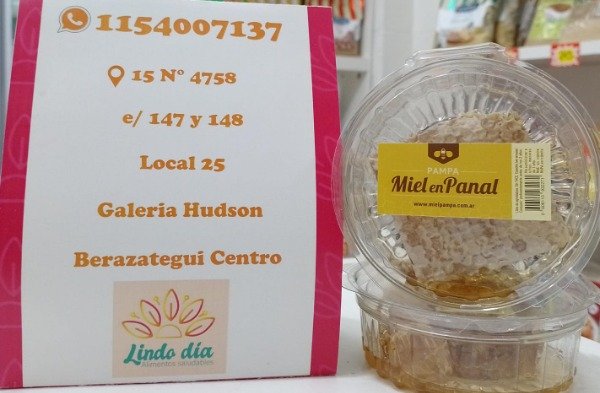 1154007137
15 N° 4758
e/ 147 y 148
Local 25
Galeria Hudson
Berazategui Centro
Lindo día
Alimentos saludables
PAMPA
Miel en Panal
www.mielpampa.com.ar